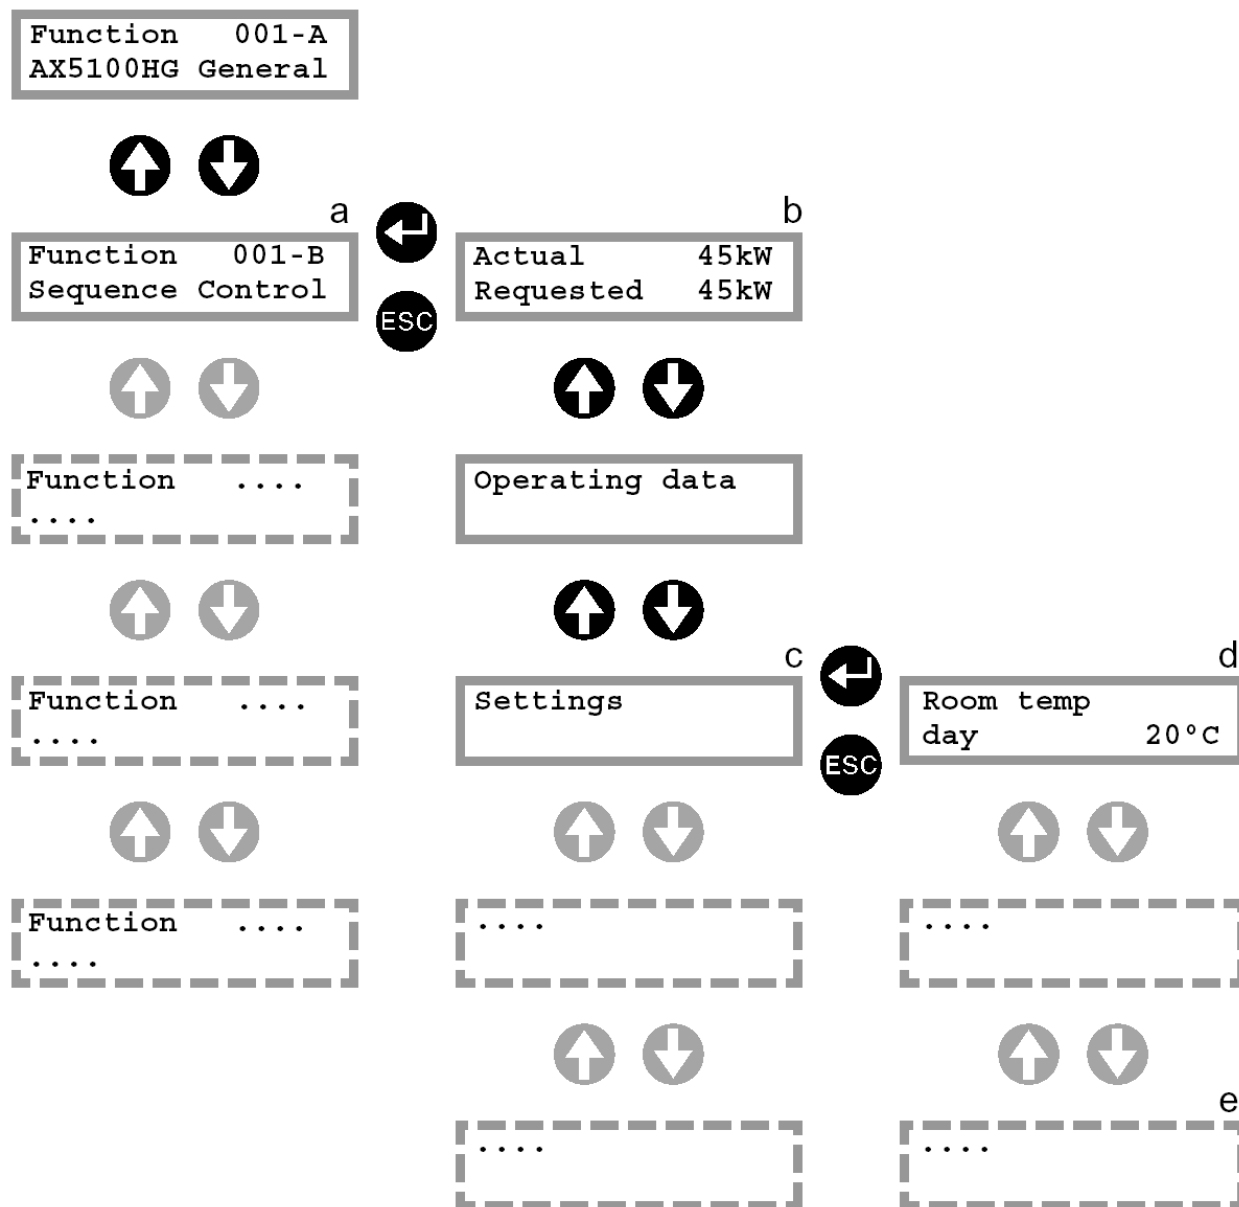 Function 001-A
AX5100HG General
a
b
Function 001-B
Sequence Control
ESC
Actual 45kW
Requested 45kW
Function ....
....
Operating data
c
d
Function ....
....
Settings
ESC
Room temp
day 20°C
Function ....
....
....
....
e
....
....